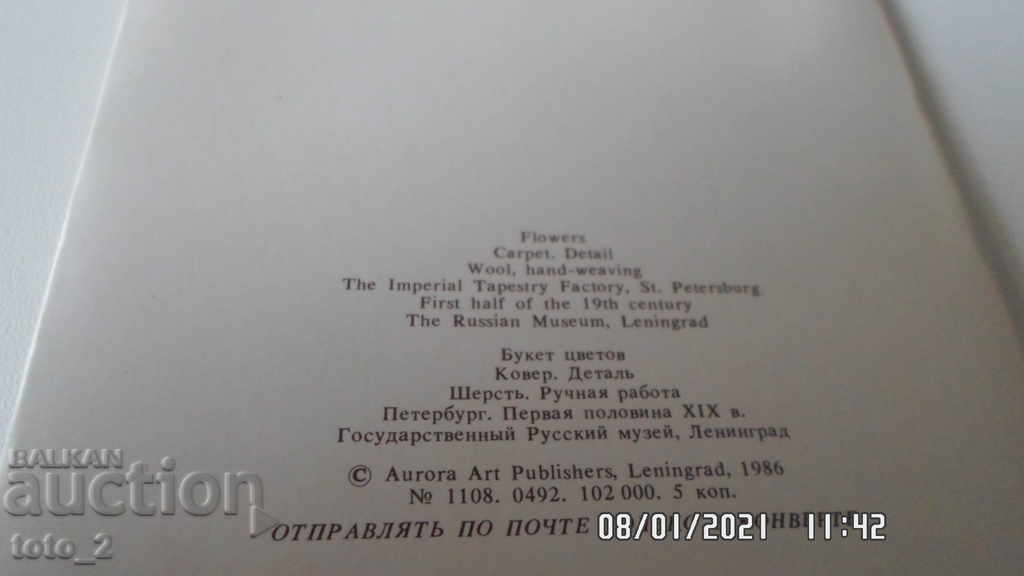 Flowers
Carpet. Detail
Wool, hand-weaving
The Imperial Tapestry Factory, St. Petersburg
First half of the 19th century
The Russian Museum, Leningrad
Букет цветов
Ковер. Деталь
Шерсть. Ручная работа
Петербург. Первая половина XIX в.
Государственный Русский музей, Ленинград
© Aurora Art Publishers, Leningrad, 1986
№ 1108. 0492. 102 000. 5 коп.
ОТПРАВЛЯТЬ ПО ПОЧТЕ
08/01/2021 11:42
БАЛКАН
auction
toto_2